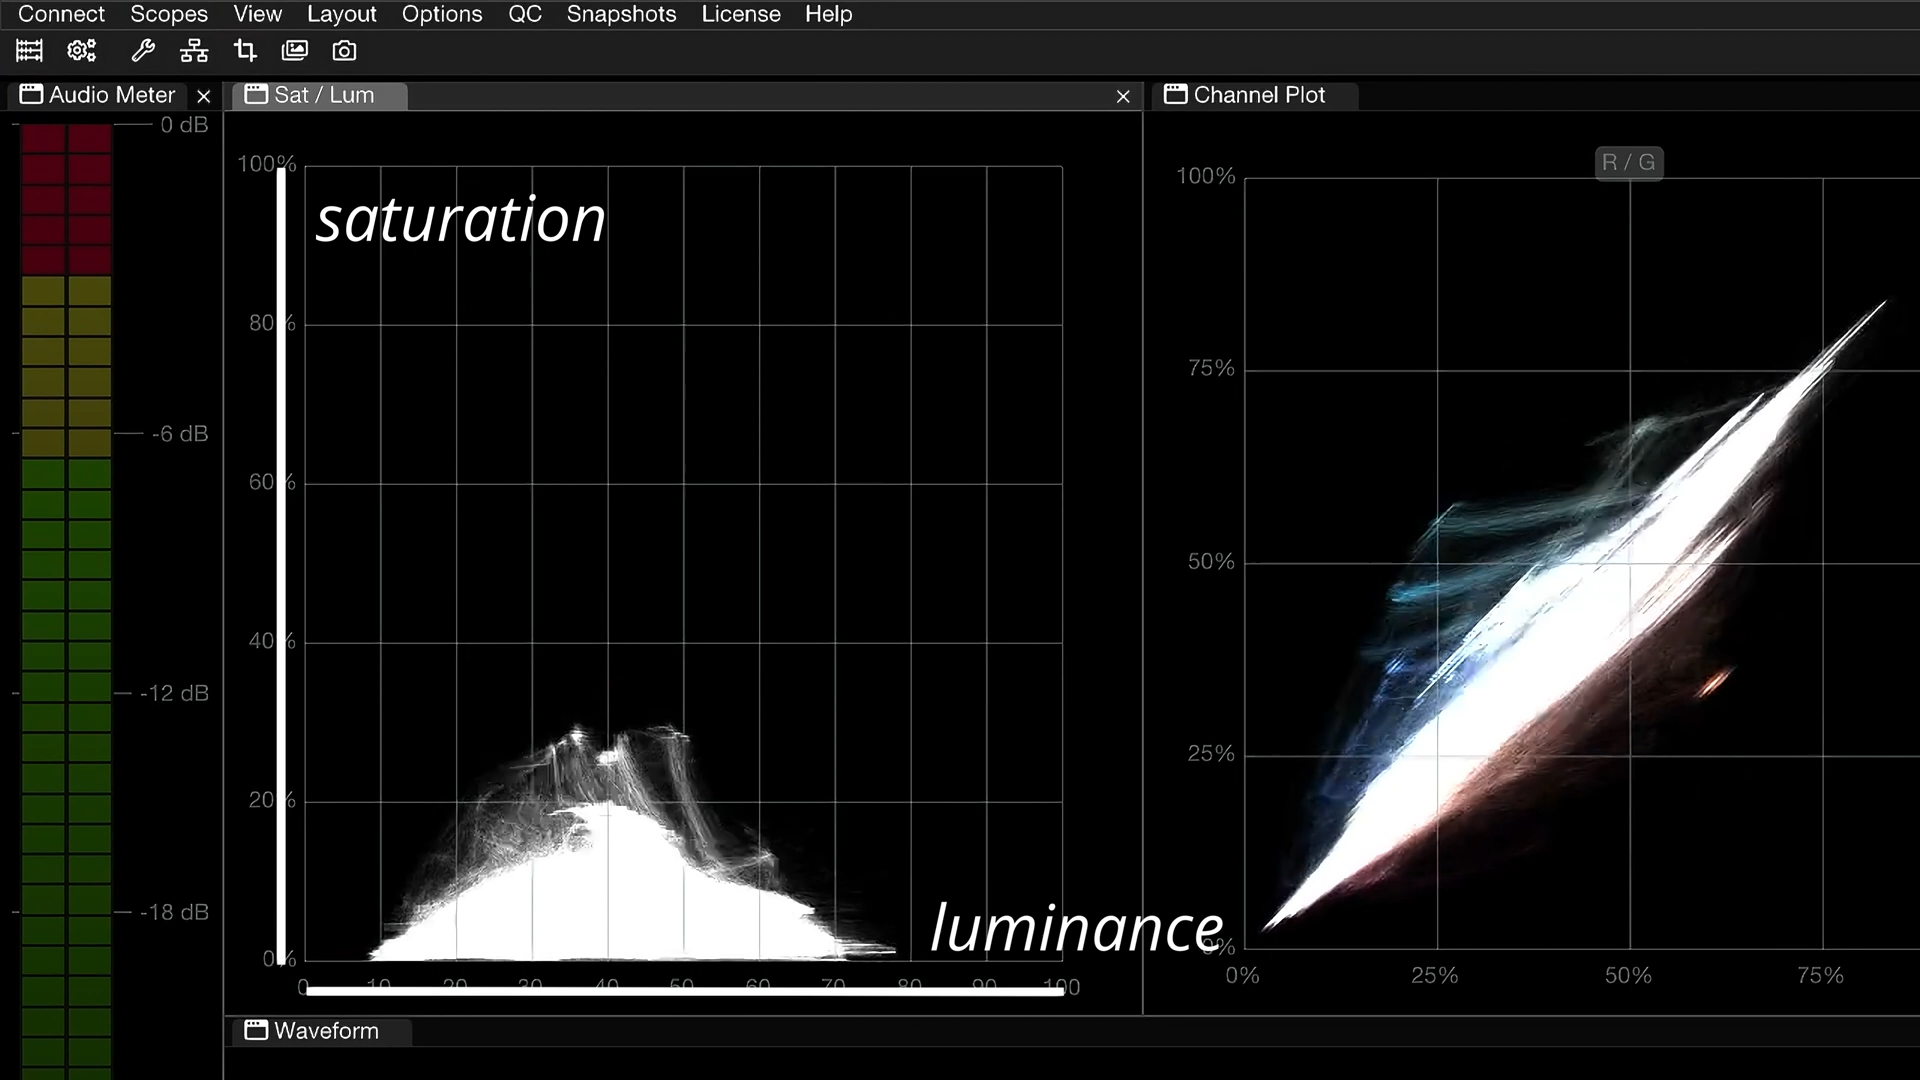 Connect Scopes View Layout Options QC Snapshots License Help
Audio Meter
0 dB
-6 dB
-12 dB
-18 dB
Sat / Lum
100%
saturation
80%
60%
40%
20%
0%
luminance
0 10 20 30 40 50 60 70 80 90 100
Channel Plot
R / G
100%
75%
50%
25%
0%
0% 25% 50% 75%
Waveform